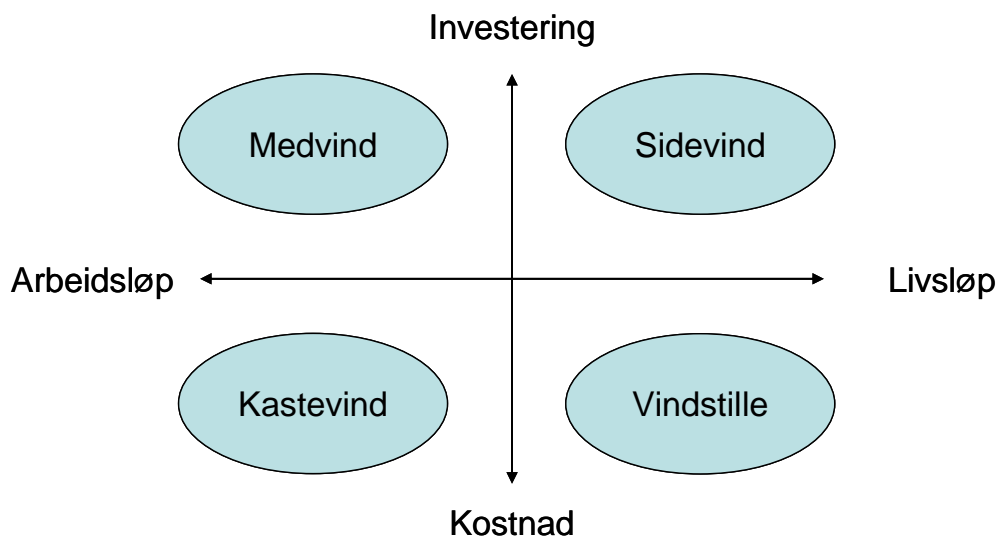 Investering
Medvind
Sidevind
Arbeidsløp
Livsløp
Kastevind
Vindstille
Kostnad